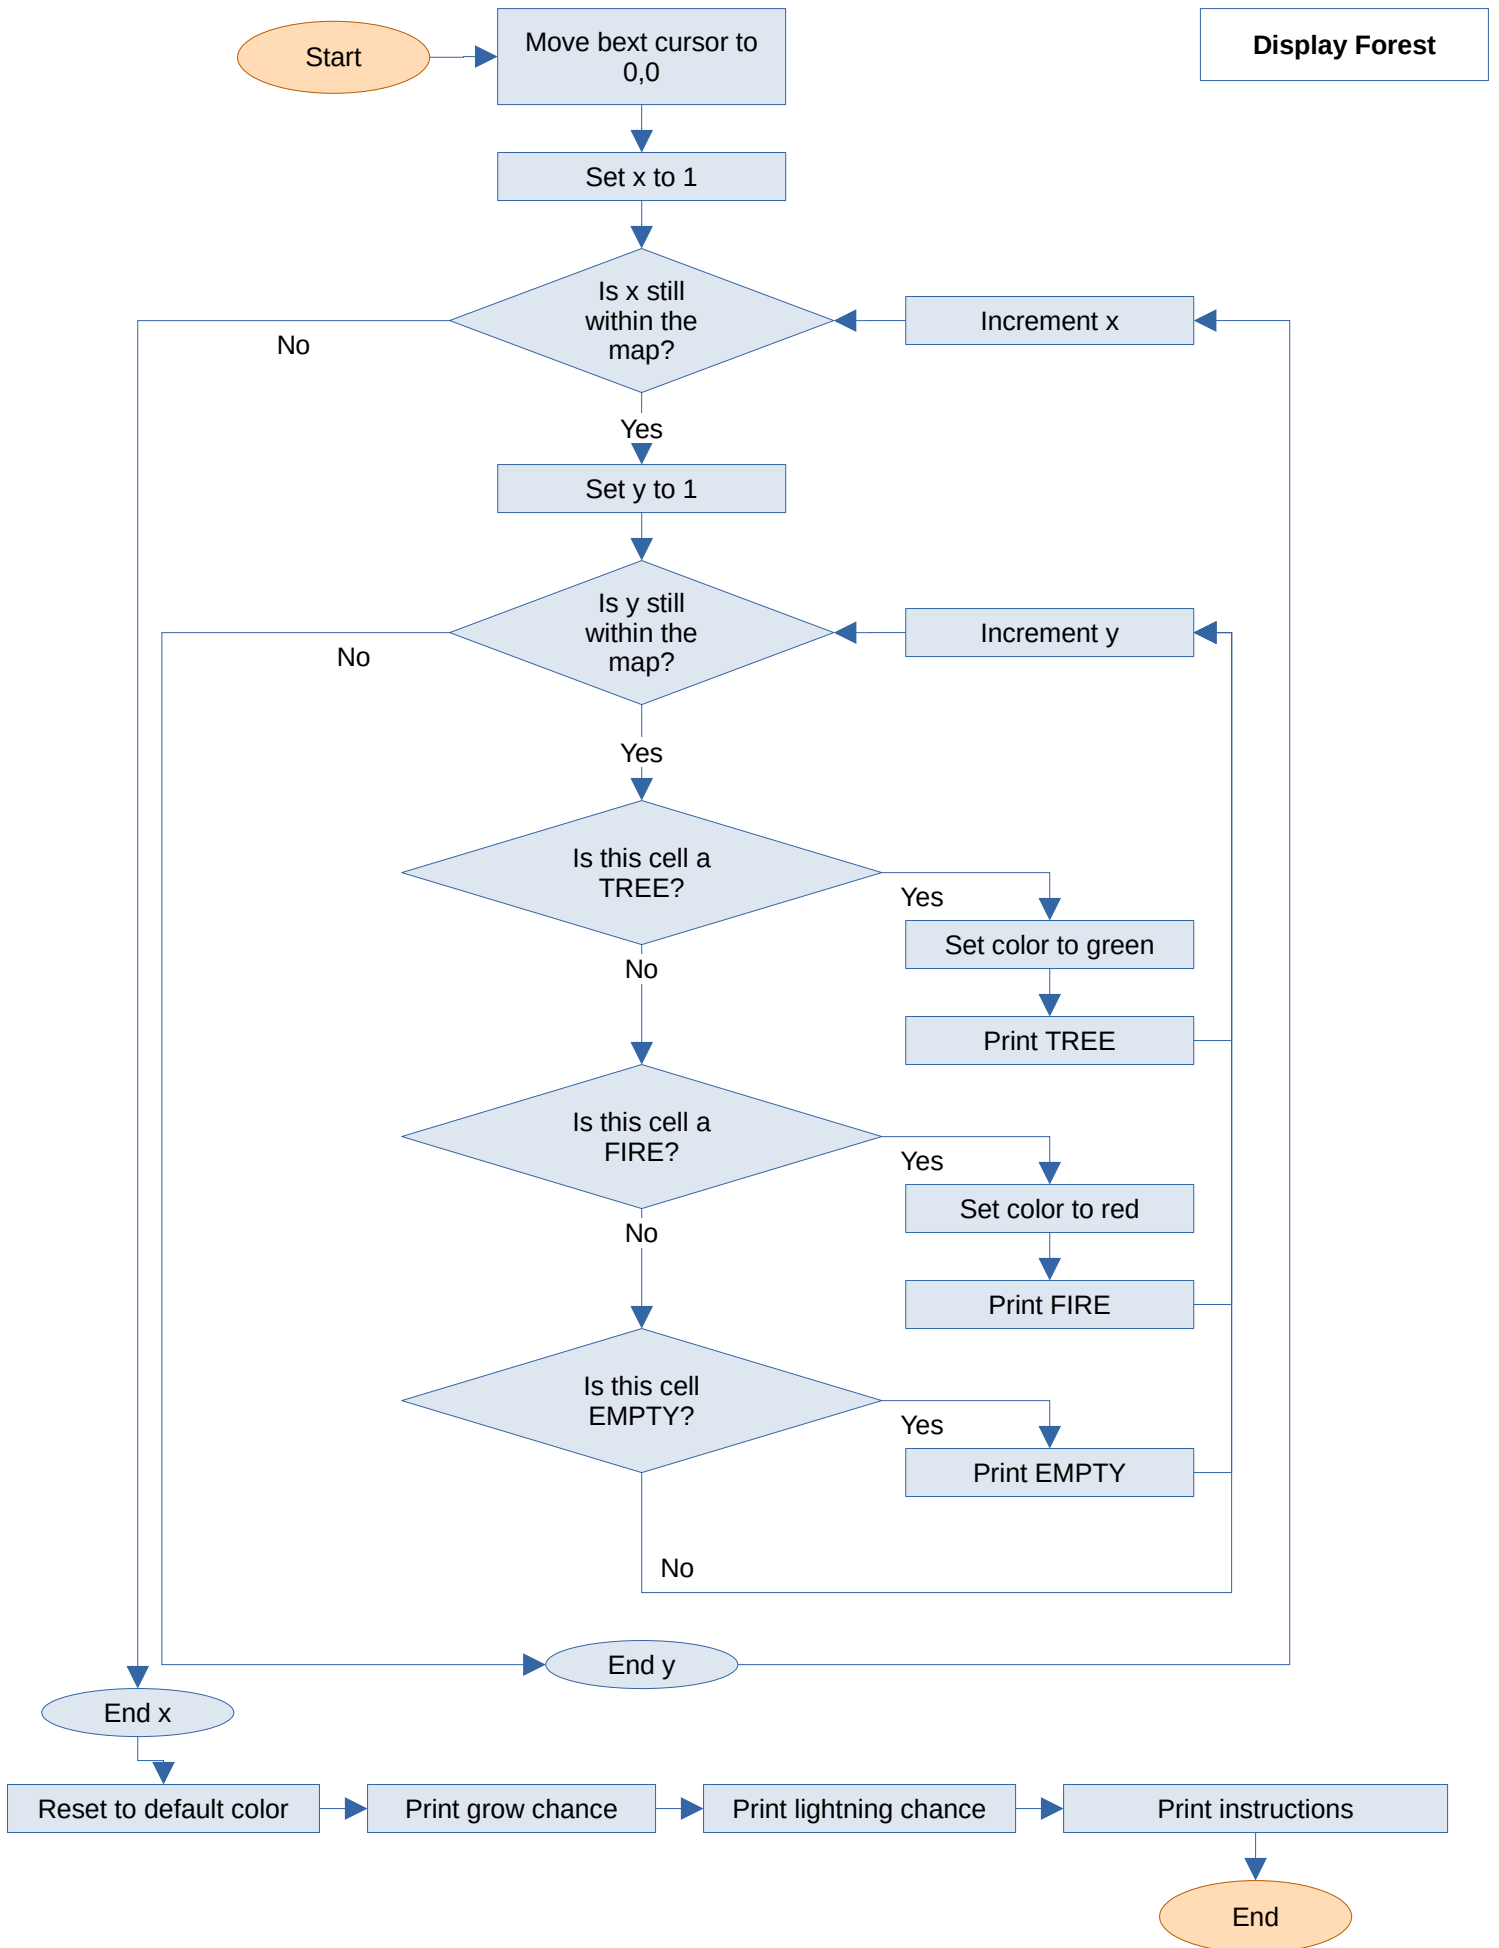 Start
Move bext cursor to
0,0
Display Forest
Set x to 1
Is x still
within the
map?
Increment x
No
Yes
Set y to 1
Is y still
within the
map?
Increment y
No
Yes
Is this cell a
TREE?
Yes
Set color to green
No
Print TREE
Is this cell a
FIRE?
Yes
Set color to red
No
Print FIRE
Is this cell
EMPTY?
Yes
Print EMPTY
No
End y
End x
Reset to default color
Print grow chance
Print lightning chance
Print instructions
End